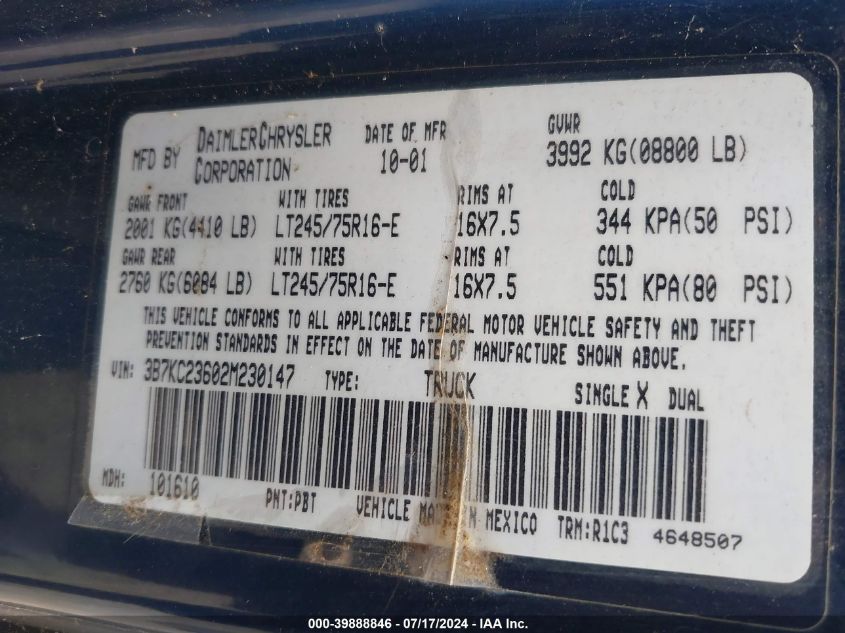 MFD BY DAIMLERCHRYSLER CORPORATION DATE OF MFR 10-01 GVWR 3992 KG(08800 LB)
GAWR FRONT WITH TIRES RIMS AT COLD
2001 KG(4410 LB) LT245/75R16-E 16X7.5 344 KPA(50 PSI)
GAWR REAR WITH TIRES RIMS AT COLD
2760 KG(6084 LB) LT245/75R16-E 16X7.5 551 KPA(80 PSI)
THIS VEHICLE CONFORMS TO ALL APPLICABLE FEDERAL MOTOR VEHICLE SAFETY AND THEFT
PREVENTION STANDARDS IN EFFECT ON THE DATE OF MANUFACTURE SHOWN ABOVE.
VIN: 3B7KC23602M230147 TYPE: TRUCK SINGLE X DUAL
MDH: 101610 PNT:PBT VEHICLE MA IN MEXICO TRM:R1C3 4648507
000-39888846 / 07/17/2024 / IAA Inc.